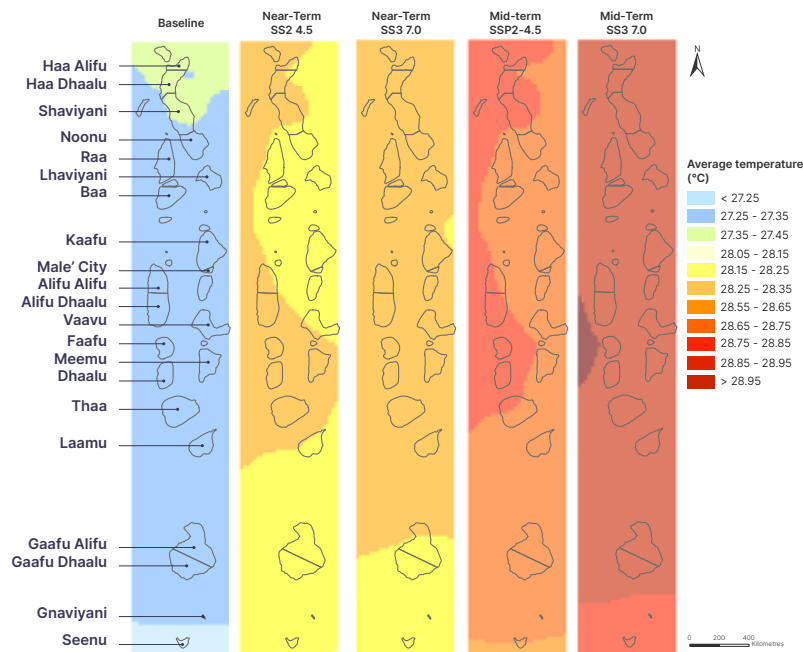 Baseline
Near-Term
SS2 4.5
Near-Term
SS3 7.0
Mid-term
SSP2-4.5
Mid-Term
SS3 7.0
Haa Alifu
Haa Dhaalu
Shaviyani
Noonu
Raa
Lhaviyani
Baa
Kaafu
Male’ City
Alifu Alifu
Alifu Dhaalu
Vaavu
Faafu
Meemu
Dhaalu
Thaa
Laamu
Gaafu Alifu
Gaafu Dhaalu
Gnaviyani
Seenu
N
Average temperature
(°C)
< 27.25
27.25 - 27.35
27.35 - 27.45
28.05 - 28.15
28.15 - 28.25
28.25 - 28.35
28.55 - 28.65
28.65 - 28.75
28.75 - 28.85
28.85 - 28.95
> 28.95
0 200 400
Kilometres